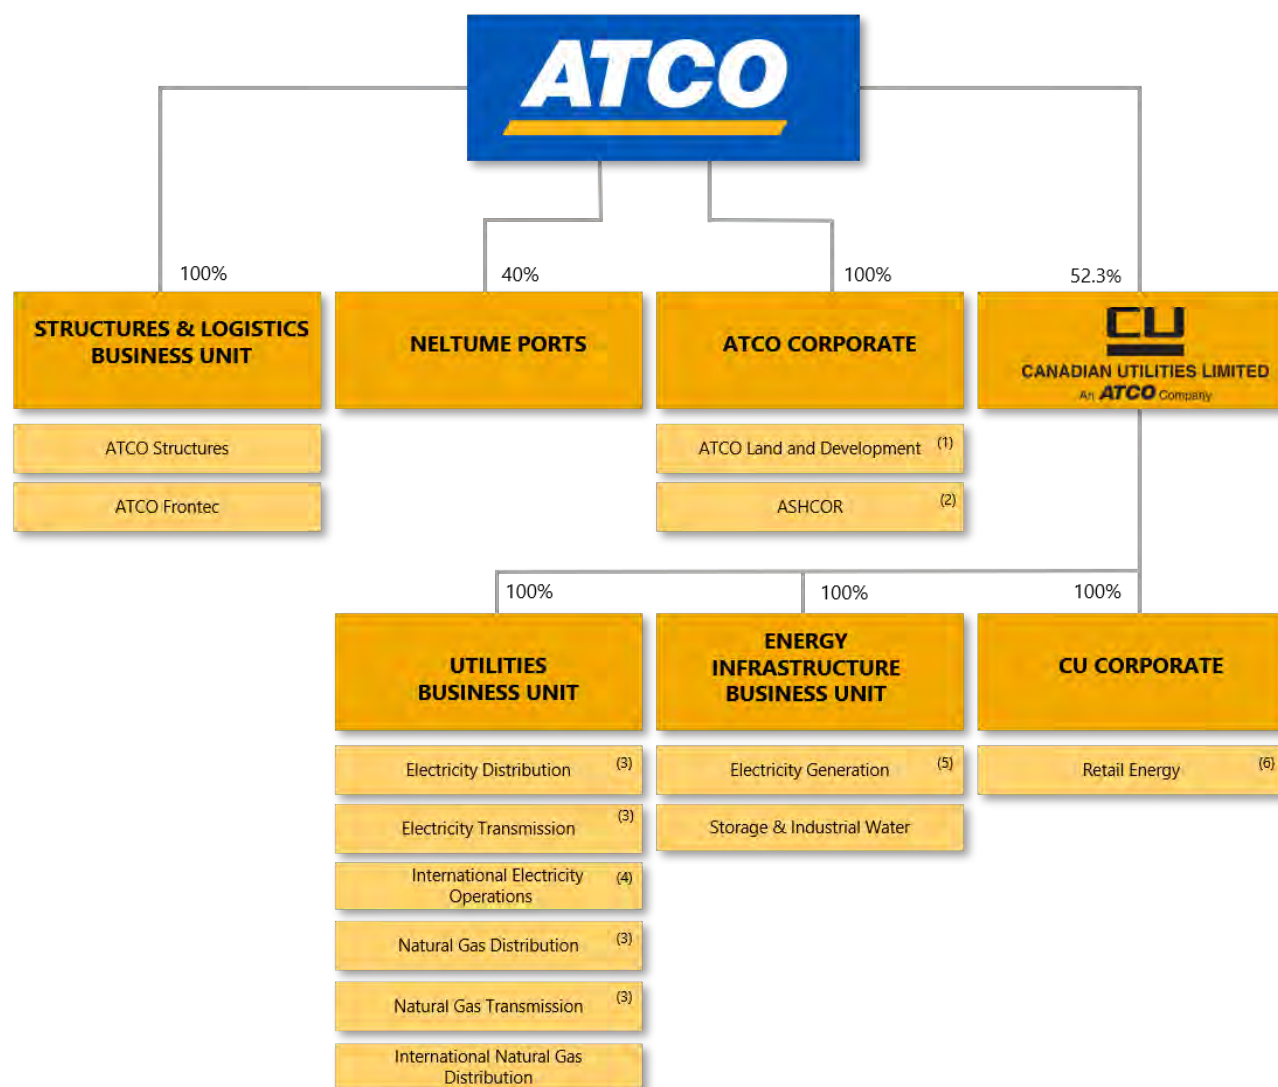 ATCO
100%
40%
100%
52.3%
STRUCTURES & LOGISTICS
BUSINESS UNIT
NELTUME PORTS
ATCO CORPORATE
CU
CANADIAN UTILITIES LIMITED
An ATCO Company
ATCO Structures
ATCO Frontec
ATCO Land and Development (1)
ASHCOR (2)
100%
100%
100%
UTILITIES
BUSINESS UNIT
ENERGY
INFRASTRUCTURE
BUSINESS UNIT
CU CORPORATE
Electricity Distribution (3)
Electricity Transmission (3)
International Electricity (4)
Operations
Natural Gas Distribution (3)
Natural Gas Transmission (3)
International Natural Gas
Distribution
Electricity Generation (5)
Storage & Industrial Water
Retail Energy (6)